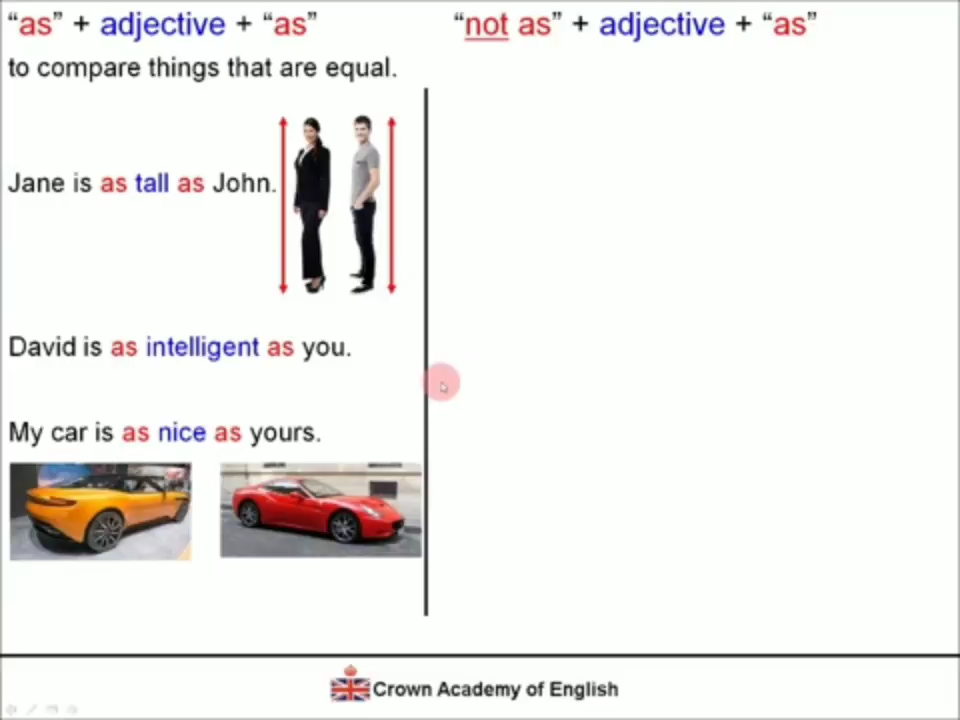 “as” + adjective + “as”
“not as” + adjective + “as”
to compare things that are equal.
Jane is as tall as John.
David is as intelligent as you.
My car is as nice as yours.
Crown Academy of English